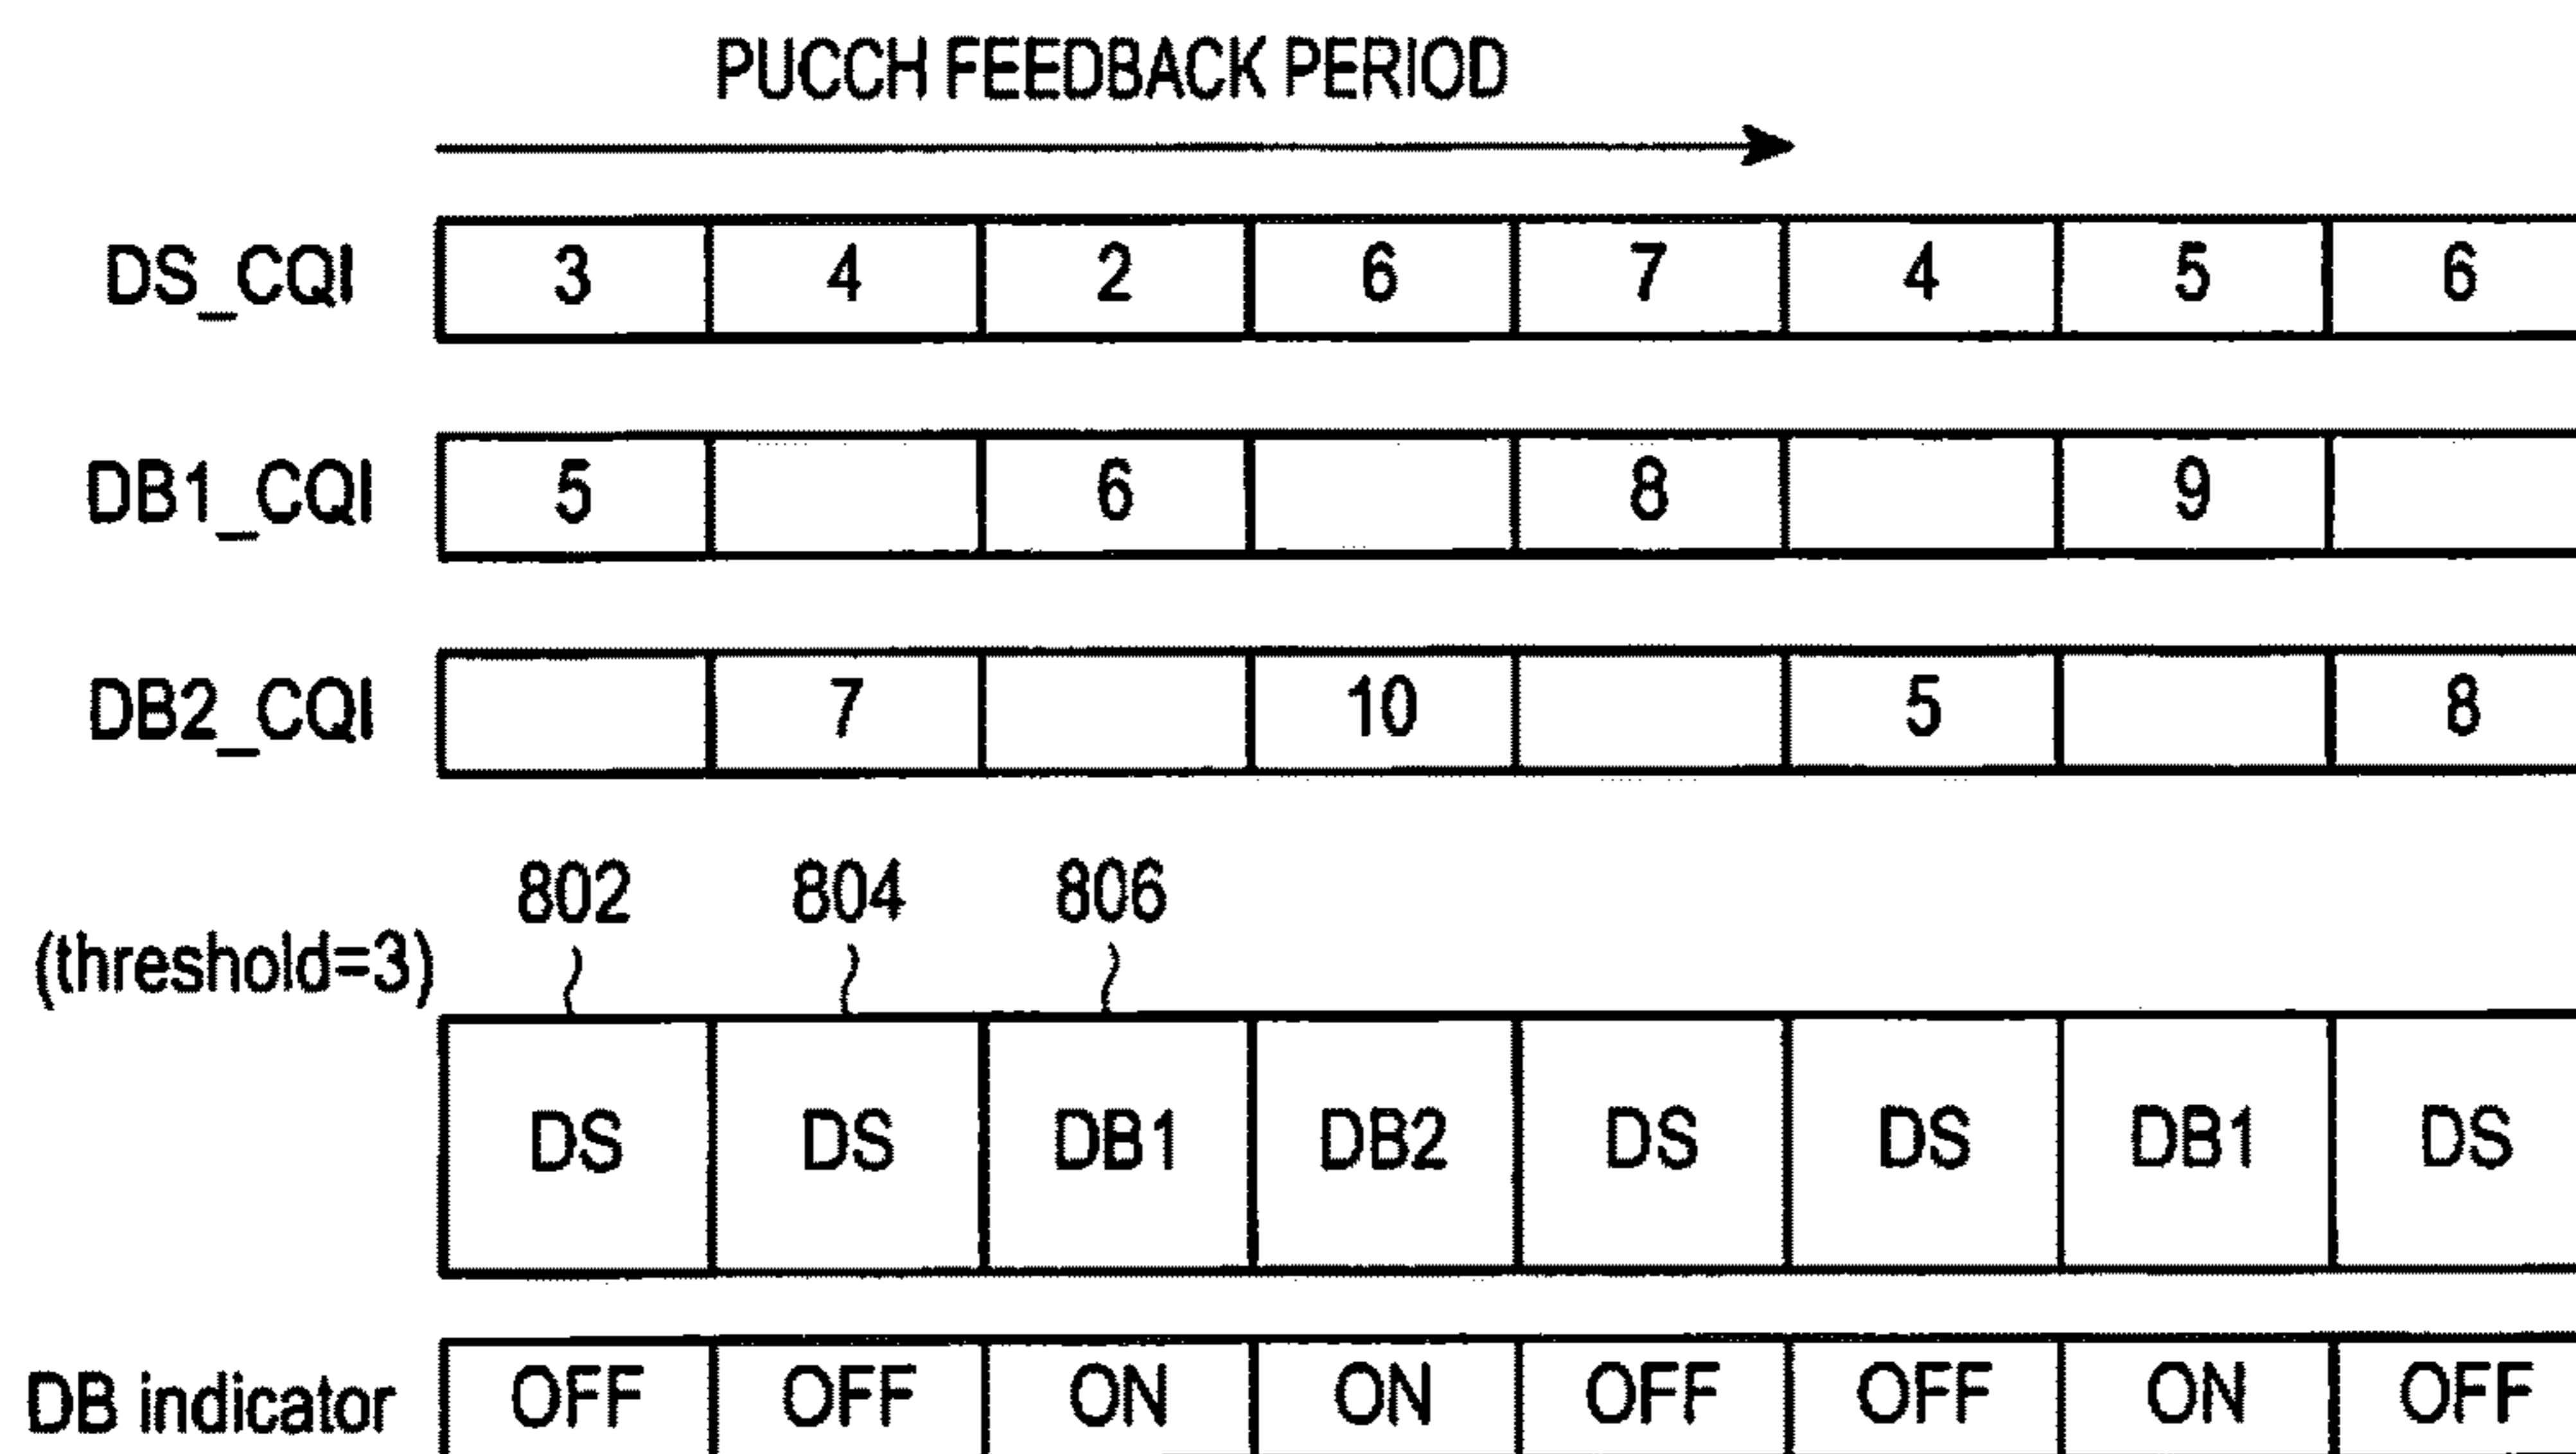 PUCCH FEEDBACK PERIOD
DS_CQI 3 4 2 6 7 4 5 6
DB1_CQI 5 6 8 9
DB2_CQI 7 10 5 8
802 804 806
(threshold=3)
DS DS DB1 DB2 DS DS DB1 DS
DB indicator OFF OFF ON ON OFF OFF ON OFF